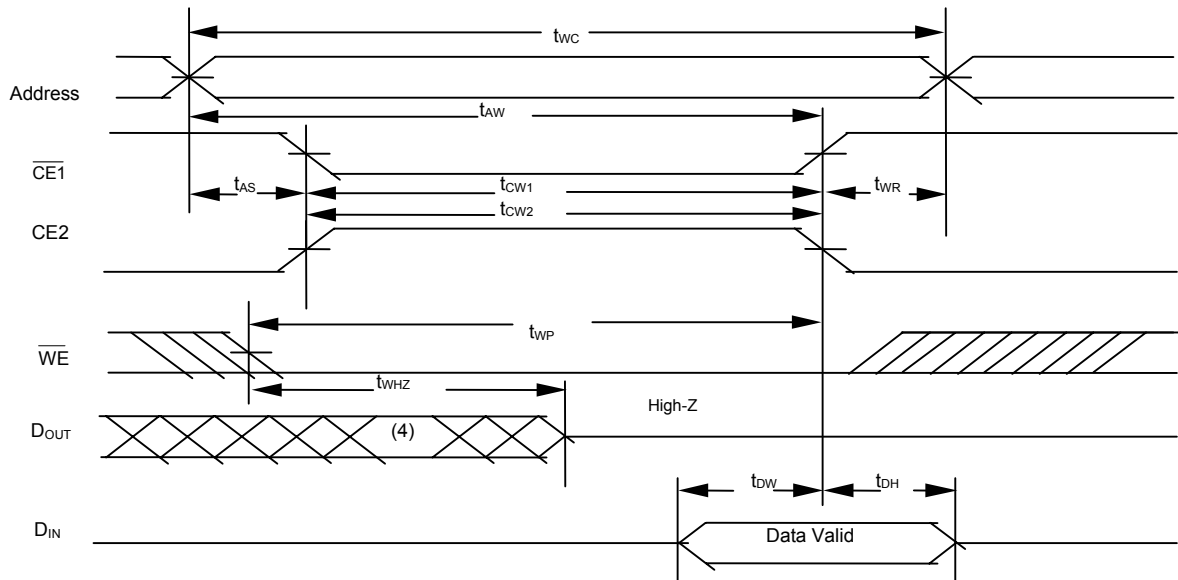 tWC
Address
tAW
CE1
tAS
tCW1
tWR
tCW2
CE2
tWP
WE
tWHZ
High-Z
DOUT
(4)
tDW
tDH
DIN
Data Valid